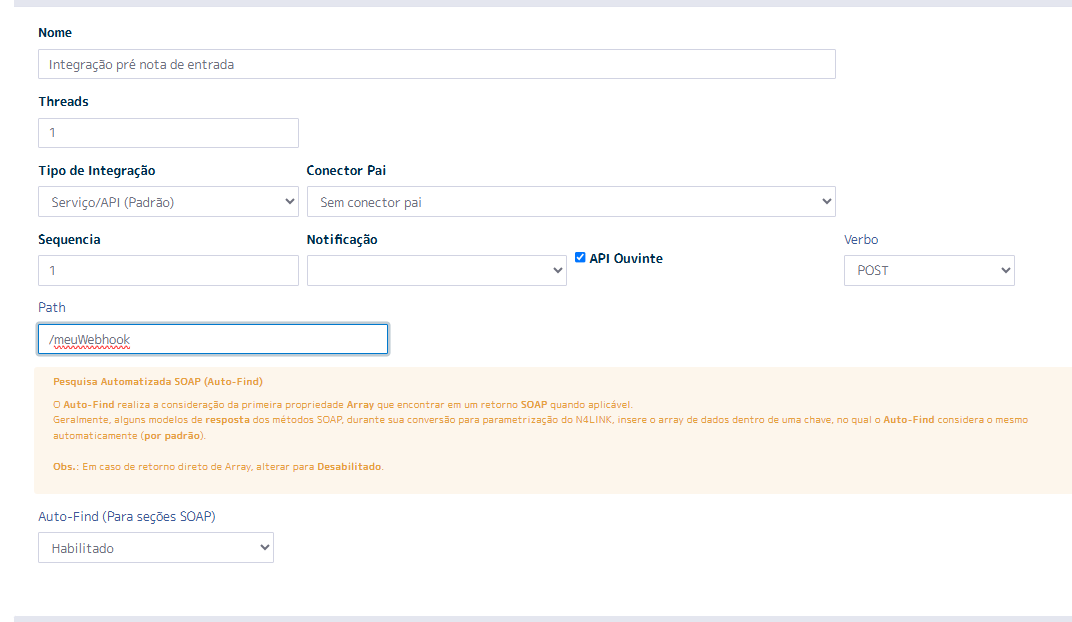 Nome
Integração pré nota de entrada
Threads
1
Tipo de Integração
Conector Pai
Serviço/API (Padrão)
Sem conector pai
Sequencia
Notificação
API Ouvinte
Verbo
1
POST
Path
/meuWebhook
Pesquisa Automatizada SOAP (Auto-Find)
O Auto-Find realiza a consideração da primeira propriedade Array que encontrar em um retorno SOAP quando aplicável.
Geralmente, alguns modelos de resposta dos métodos SOAP, durante sua conversão para parametrização do N4LINK, insere o array de dados dentro de uma chave, no qual o Auto-Find considera o mesmo
automaticamente (por padrão).
Obs.: Em caso de retorno direto de Array, alterar para Desabilitado.
Auto-Find (Para seções SOAP)
Habilitado